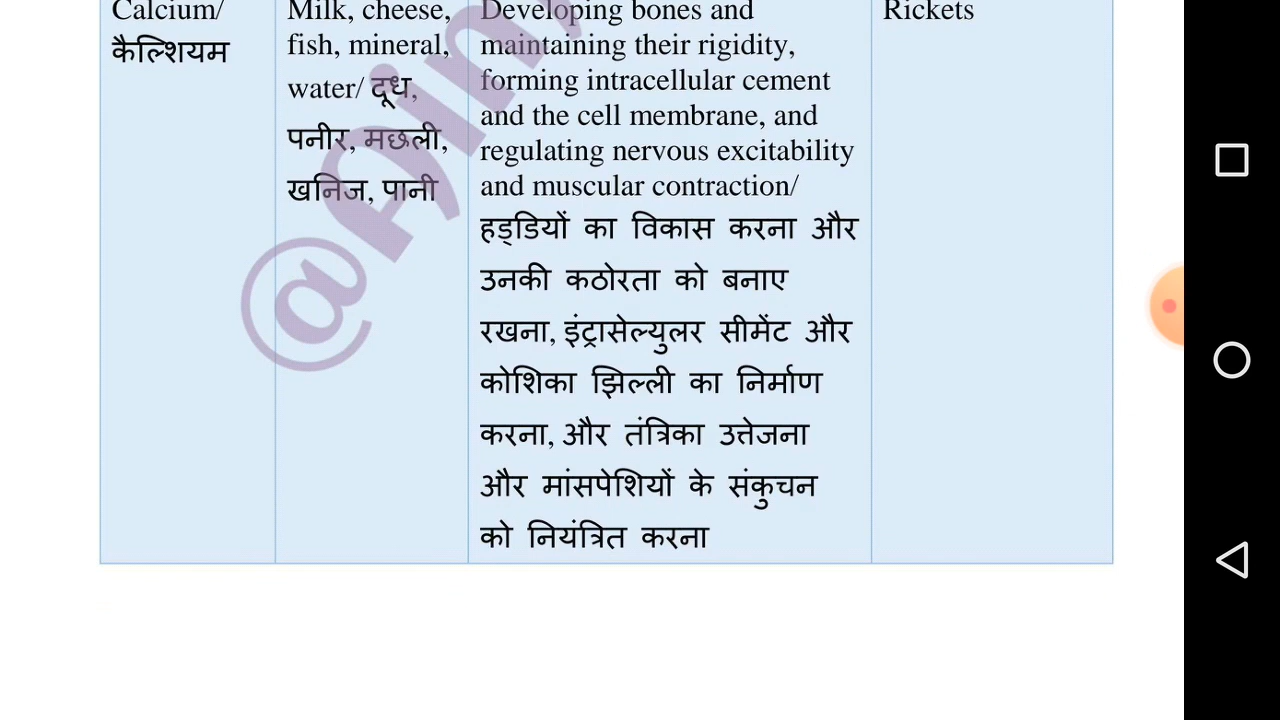 Calcium/
कैल्शियम
Milk, cheese,
fish, mineral,
water/ दूध,
पनीर, मछली,
खनिज, पानी
Developing bones and
maintaining their rigidity,
forming intracellular cement
and the cell membrane, and
regulating nervous excitability
and muscular contraction/
हड्डियों का विकास करना और
उनकी कठोरता को बनाए
रखना, इंट्रासेल्युलर सीमेंट और
कोशिका झिल्ली का निर्माण
करना, और तंत्रिका उत्तेजना
और मांसपेशियों के संकुचन
को नियंत्रित करना
Rickets